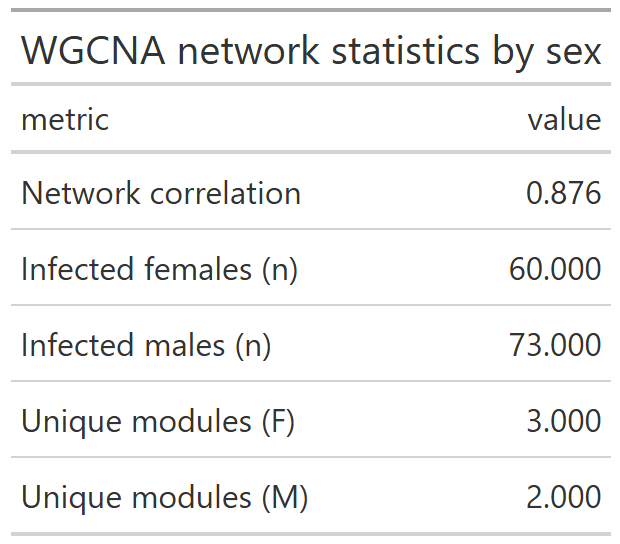 WGCNA network statistics by sex
metric value
Network correlation 0.876
Infected females (n) 60.000
Infected males (n) 73.000
Unique modules (F) 3.000
Unique modules (M) 2.000